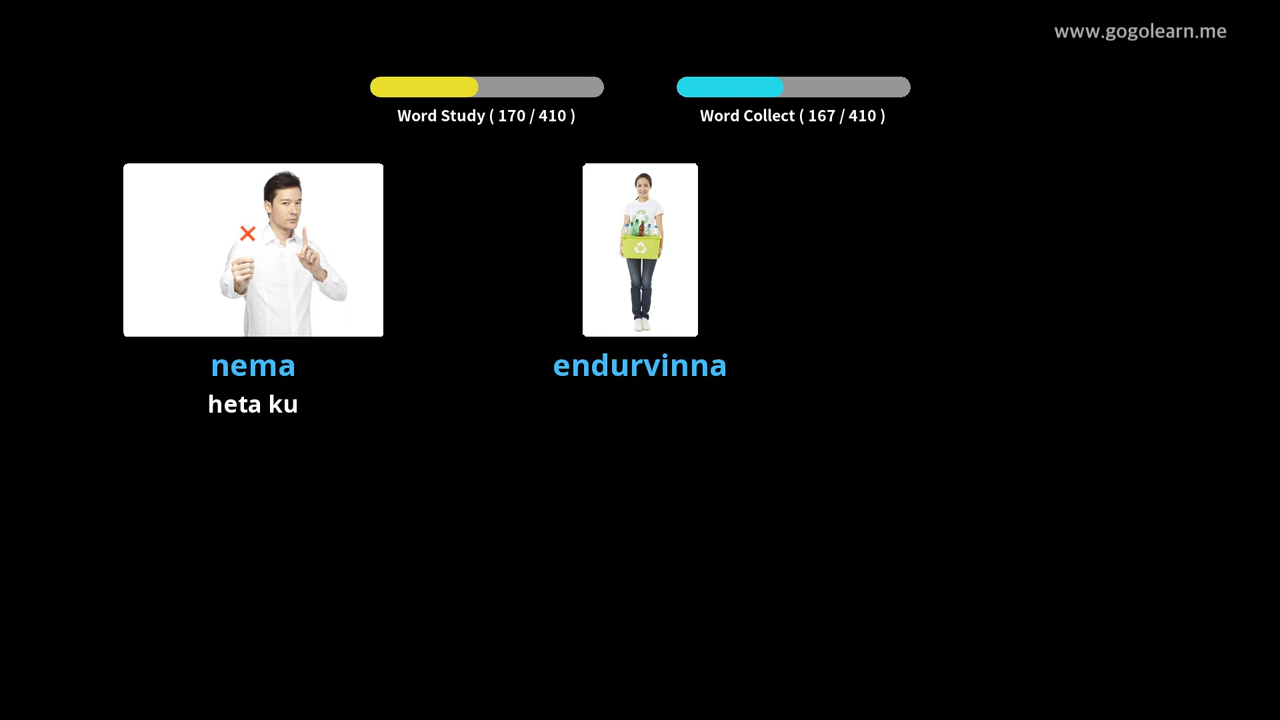 www.gogolearn.me
Word Study ( 170 / 410 )
Word Collect ( 167 / 410 )
nema
heta ku
endurvinna